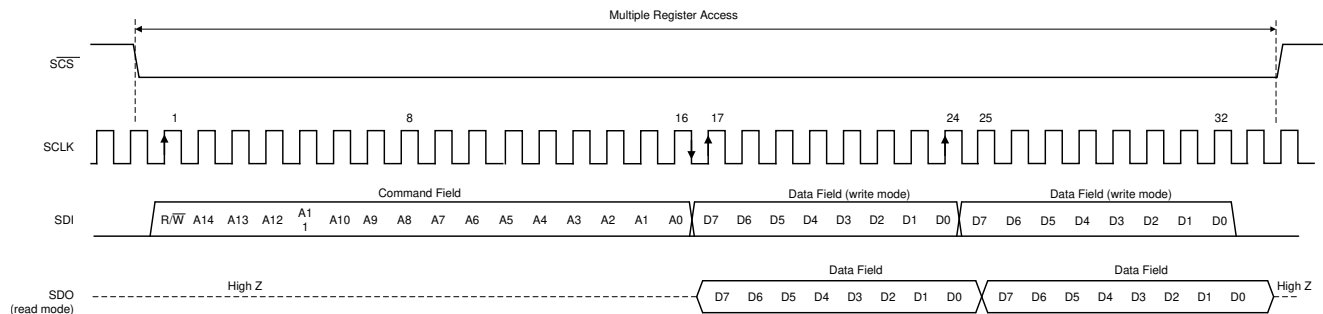 Multiple Register Access
SCS
1 8 16 17 24 25 32
SCLK
Command Field Data Field (write mode) Data Field (write mode)
SDI R/W A14 A13 A12 A1 A10 A9 A8 A7 A6 A5 A4 A3 A2 A1 A0 D7 D6 D5 D4 D3 D2 D1 D0 D7 D6 D5 D4 D3 D2 D1 D0
1
Data Field Data Field
High Z High Z
SDO D7 D6 D5 D4 D3 D2 D1 D0 D7 D6 D5 D4 D3 D2 D1 D0
(read mode)